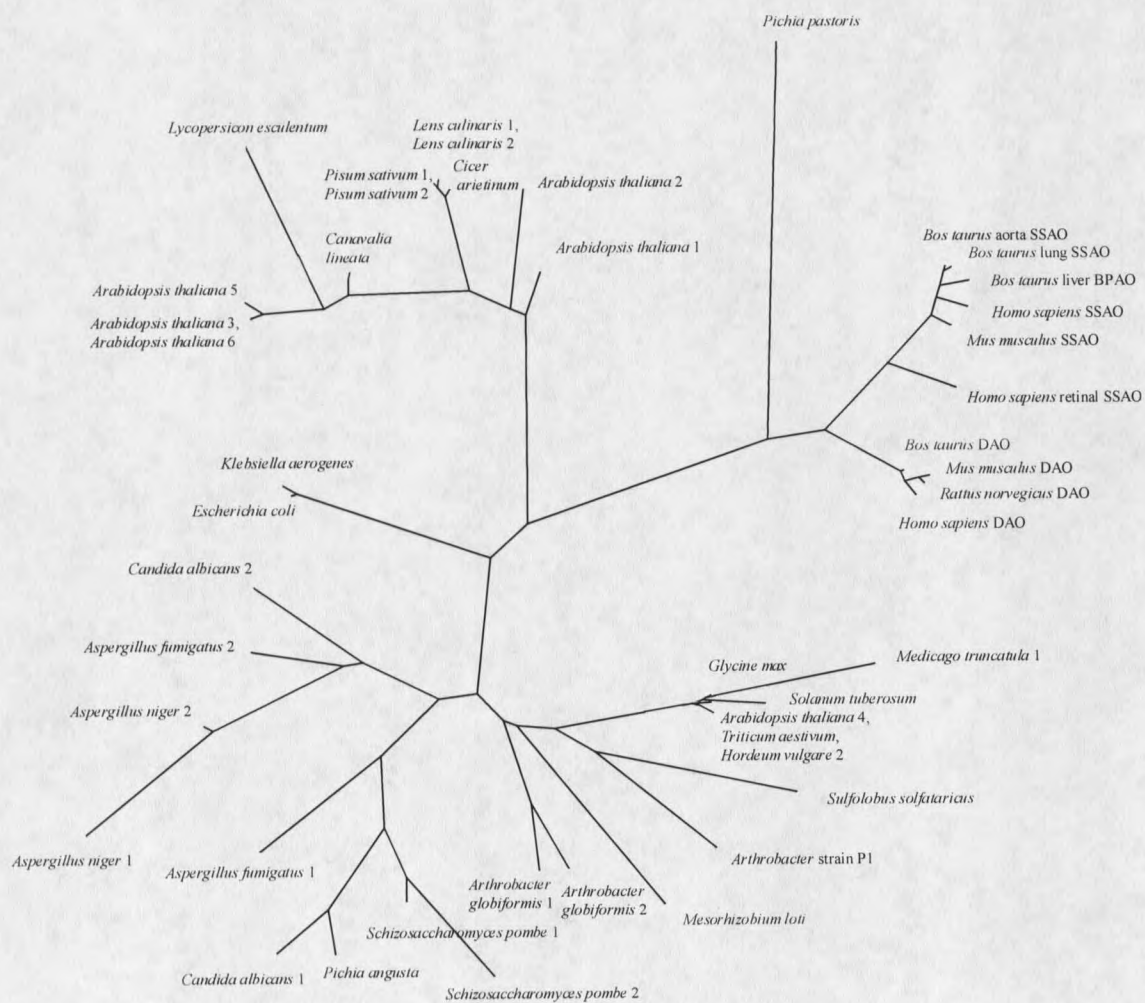 Pichia pastoris
Lycopersicon esculentum
Lens culinaris 1,
Lens culinaris 2
Pisum sativum 1,
Pisum sativum 2
Cicer
arietinum
Arabidopsis thaliana 2
Canavalia
lineata
Arabidopsis thaliana 1
Arabidopsis thaliana 5
Arabidopsis thaliana 3,
Arabidopsis thaliana 6
Bos taurus aorta SSAO
Bos taurus lung SSAO
Bos taurus liver BPAO
Homo sapiens SSAO
Mus musculus SSAO
Homo sapiens retinal SSAO
Bos taurus DAO
Mus musculus DAO
Rattus norvegicus DAO
Homo sapiens DAO
Klebsiella aerogenes
Escherichia coli
Candida albicans 2
Aspergillus fumigatus 2
Aspergillus niger 2
Aspergillus niger 1
Aspergillus fumigatus 1
Glycine max
Medicago truncatula 1
Solanum tuberosum
Arabidopsis thaliana 4,
Triticum aestivum,
Hordeum vulgare 2
Sulfolobus solfataricus
Arthrobacter strain P1
Arthrobacter
globiformis 1
Arthrobacter
globiformis 2
Mesorhizobium loti
Schizosaccharomyces pombe 1
Candida albicans 1
Pichia angusta
Schizosaccharomyces pombe 2